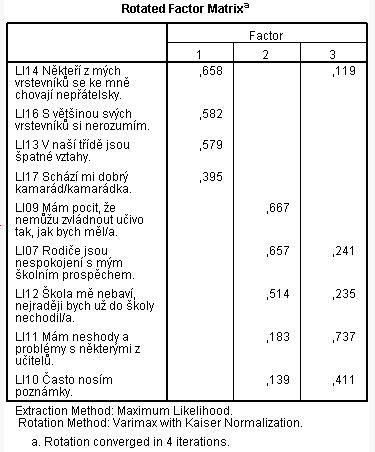 Rotated Factor Matrixa
Factor
1 2 3
LI14 Někteří z mých ,658 ,119
vrstevníků se ke mně
chovají nepřátelsky.
LI16 S většinou svých ,582
vrstevníků si nerozumím.
LI13 V naší třídě jsou ,579
špatné vztahy.
LI17 Schází mi dobrý ,395
kamarád/kamarádka.
LI09 Mám pocit, že ,667
nemůžu zvládnout učivo
tak, jak bych měl/a.
LI07 Rodiče jsou ,657 ,241
nespokojení s mým
školním prospěchem.
LI12 Škola mě nebaví, ,514 ,235
nejraději bych už do školy
nechodil/a.
LI11 Mám neshody a ,183 ,737
problémy s některými z
učitelů.
LI10 Často nosím ,139 ,411
poznámky.
Extraction Method: Maximum Likelihood.
Rotation Method: Varimax with Kaiser Normalization.
a. Rotation converged in 4 iterations.